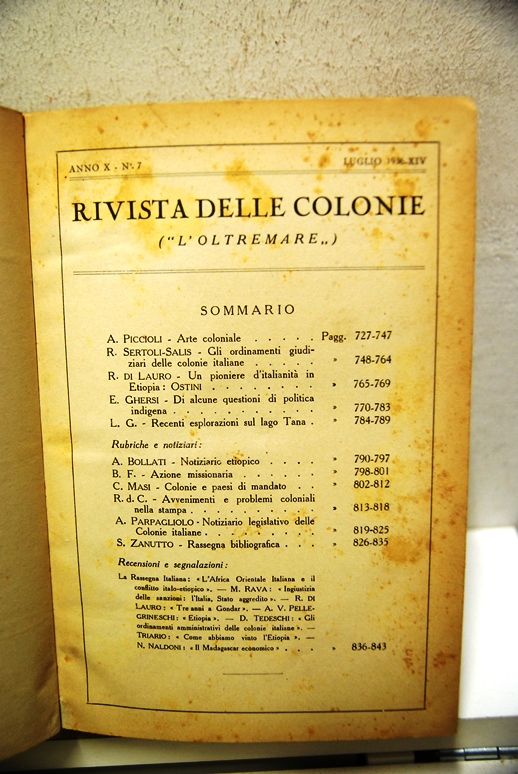 ANNO X - N°. 7 LUGLIO 1936-XIV
RIVISTA DELLE COLONIE
("L'OLTREMARE„)
SOMMARIO
A. PICCIOLI - Arte coloniale . . . . . Pagg. 727-747
R. SERTOLI-SALIS - Gli ordinamenti giudi-
ziari delle colonie italiane . . . . . » 748-764
R. DI LAURO - Un pioniere d'italianità in
Etiopia: OSTINI . . . . . . . . » 765-769
E. GHERSI - Di alcune questioni di politica
indigena . . . . . . . . . . . » 770-783
L. G. - Recenti esplorazioni sul lago Tana . » 784-789
Rubriche e notiziari:
A. BOLLATI - Notiziario etiopico . . . . » 790-797
B. F. - Azione missionaria . . . . . . » 798-801
C. MASI - Colonie e paesi di mandato . . . » 802-812
R. d. C. - Avvenimenti e problemi coloniali
nella stampa . . . . . . . . . . » 813-818
A. PARPAGLIOLO - Notiziario legislativo delle
Colonie italiane . . . . . . . . . » 819-825
S. ZANUTTO - Rassegna bibliografica . . . » 826-835
Recensioni e segnalazioni:
La Rassegna Italiana: « L'Africa Orientale Italiana e il
conflitto italo-etiopico ». — M. RAVA: « Ingiustizia
delle sanzioni: l'Italia, Stato aggredito ». — R. DI
LAURO: « Tre anni a Gondar ». — A. V. PELLE-
GRINESCHI: « Etiopia ». — D. TEDESCHI: « Gli
ordinamenti amministrativi delle colonie italiane ». —
TRIARIO: « Come abbiamo vinto l'Etiopia ». —
N. NALDONI: « Il Madagascar economico » . . . . » 836-843